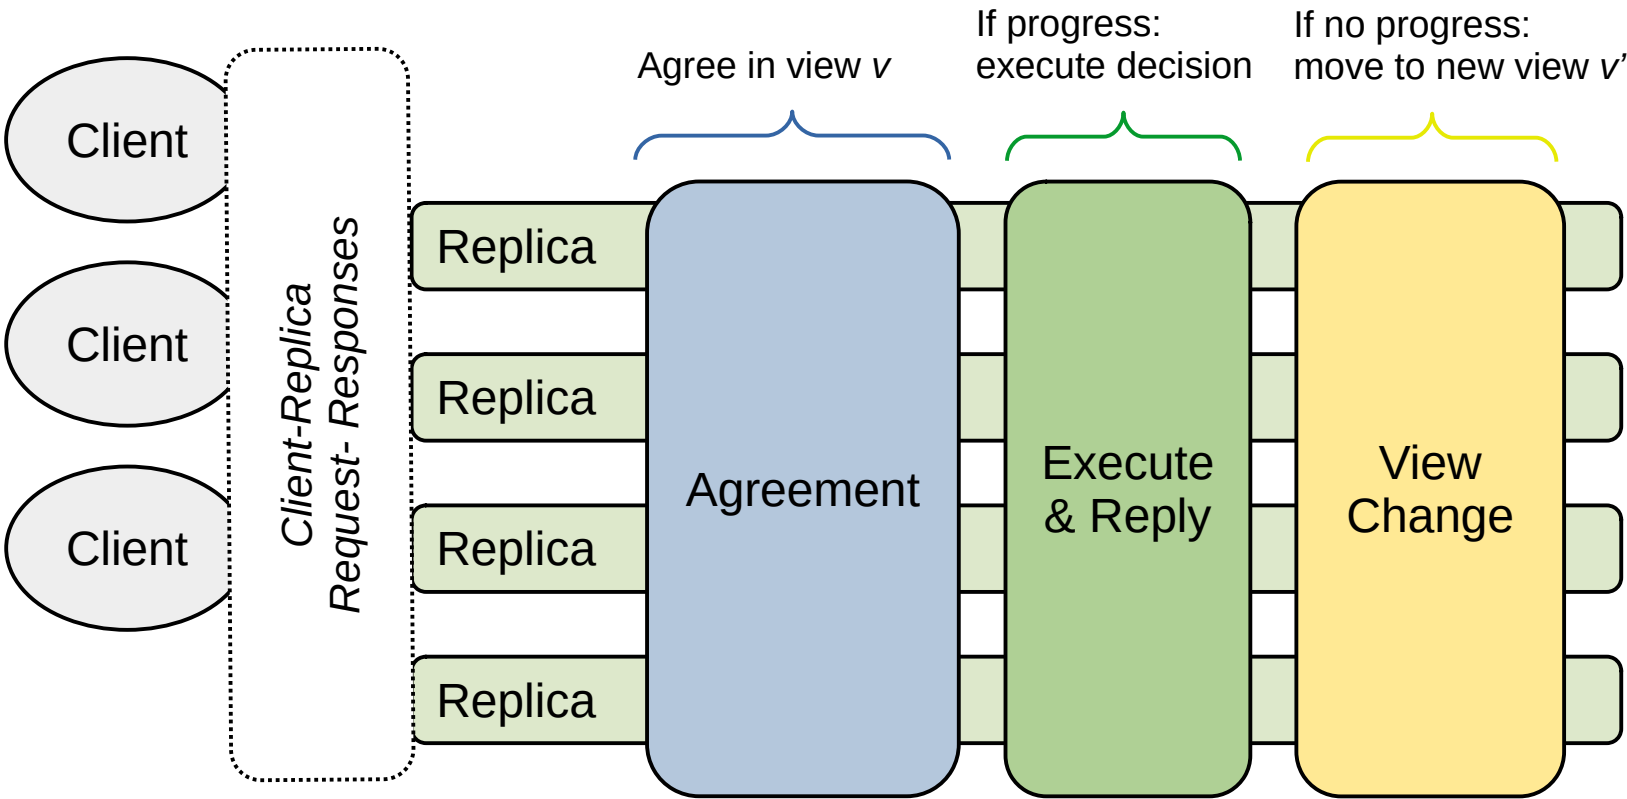 Agree in view v
If progress:
execute decision
If no progress:
move to new view v’
Client
Client
Client
Client-Replica
Request- Responses
Replica
Replica
Replica
Replica
Agreement
Execute
& Reply
View
Change